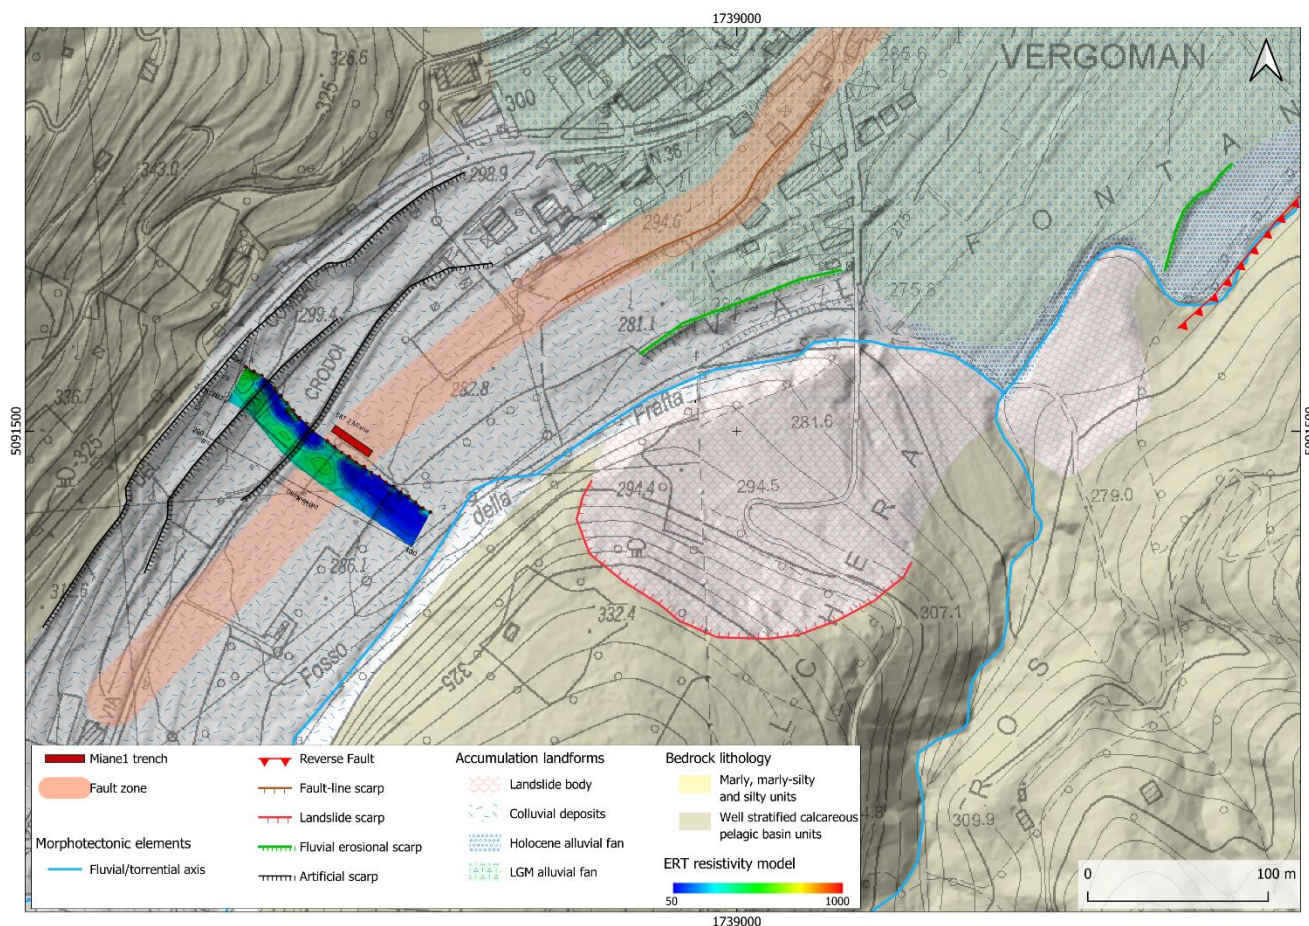 1739000
VERGOMAN
326.6
325
300
N.36
298.9
343.0
294.6
275
275.8
FONTAN
299.4
CRODOI
281.1
282.8
336.7
ERT 2 Miane
5091500
5091500
Fratta
281.6
della
294.4
294.5
279.0
325
286.1
332.4
307.1
325
Fosso
VIA
309.9
Miane1 trench
Fault zone
Morphotectonic elements
Fluvial/torrential axis
Reverse Fault
Fault-line scarp
Landslide scarp
Fluvial erosional scarp
Artificial scarp
Accumulation landforms
Landslide body
Colluvial deposits
Holocene alluvial fan
LGM alluvial fan
Bedrock lithology
Marly, marly-silty
and silty units
Well stratified calcareous
pelagic basin units
ERT resistivity model
50
1000
0
100 m
1739000